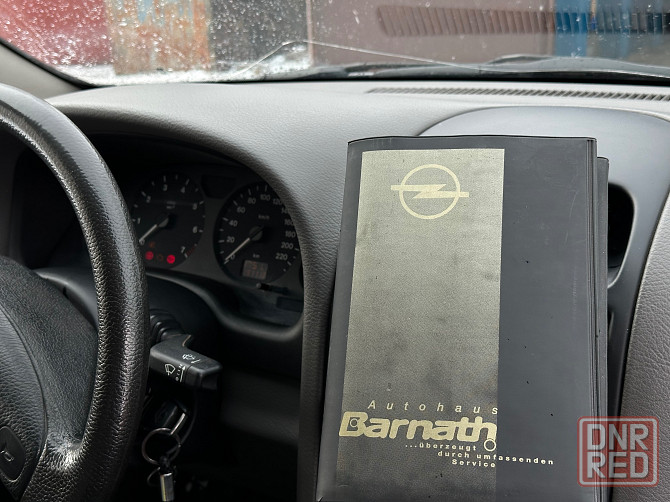 Autohaus
Barnath
...überzeugt
durch umfassenden
Service
DNR
RED